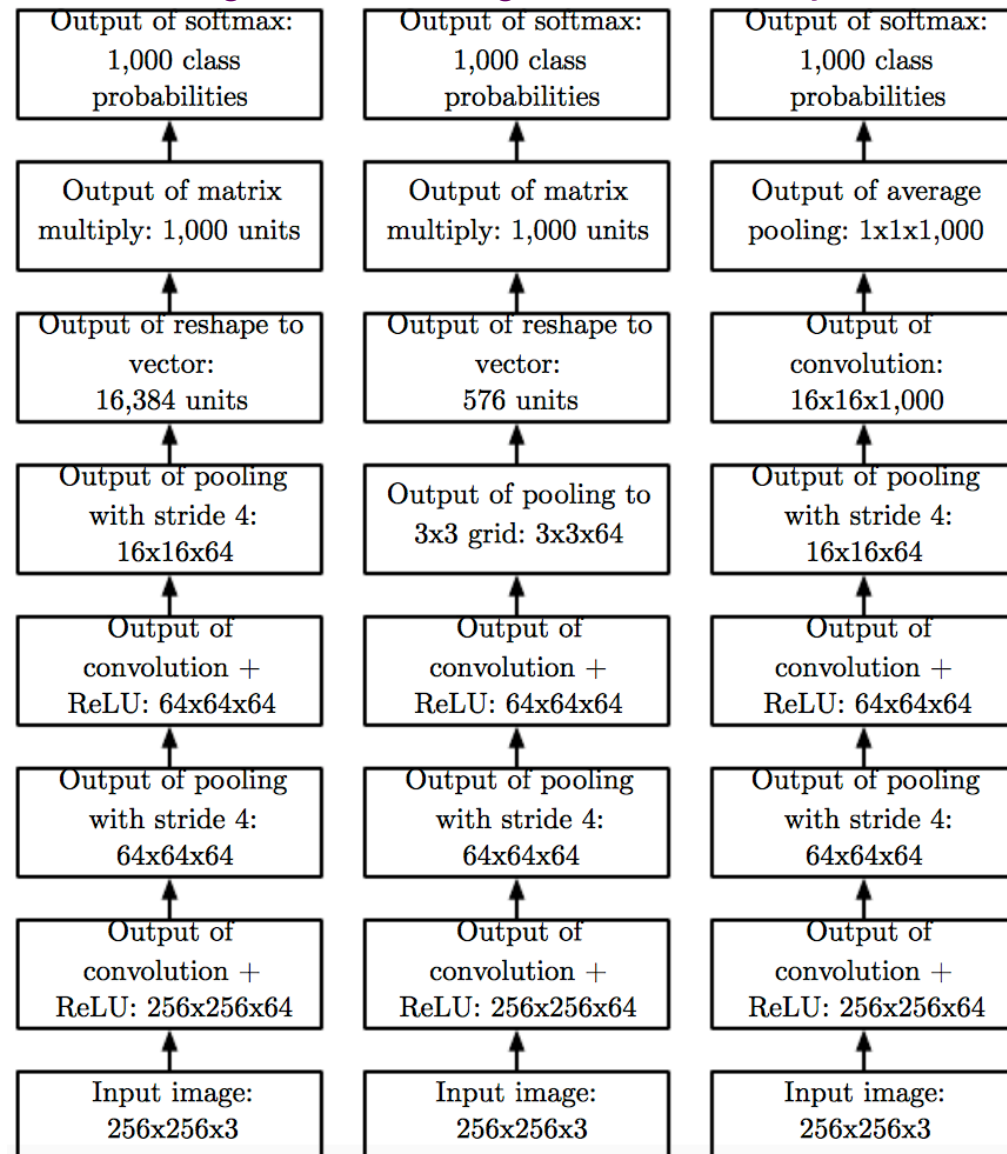 Output of softmax:
1,000 class
probabilities
Output of matrix
multiply: 1,000 units
Output of reshape to
vector:
16,384 units
Output of pooling
with stride 4:
16x16x64
Output of
convolution +
ReLU: 64x64x64
Output of pooling
with stride 4:
64x64x64
Output of
convolution +
ReLU: 256x256x64
Input image:
256x256x3
Output of softmax:
1,000 class
probabilities
Output of matrix
multiply: 1,000 units
Output of reshape to
vector:
576 units
Output of pooling to
3x3 grid: 3x3x64
Output of
convolution +
ReLU: 64x64x64
Output of pooling
with stride 4:
64x64x64
Output of
convolution +
ReLU: 256x256x64
Input image:
256x256x3
Output of softmax:
1,000 class
probabilities
Output of average
pooling: 1x1x1,000
Output of
convolution:
16x16x1,000
Output of pooling
with stride 4:
16x16x64
Output of
convolution +
ReLU: 64x64x64
Output of pooling
with stride 4:
64x64x64
Output of
convolution +
ReLU: 256x256x64
Input image:
256x256x3